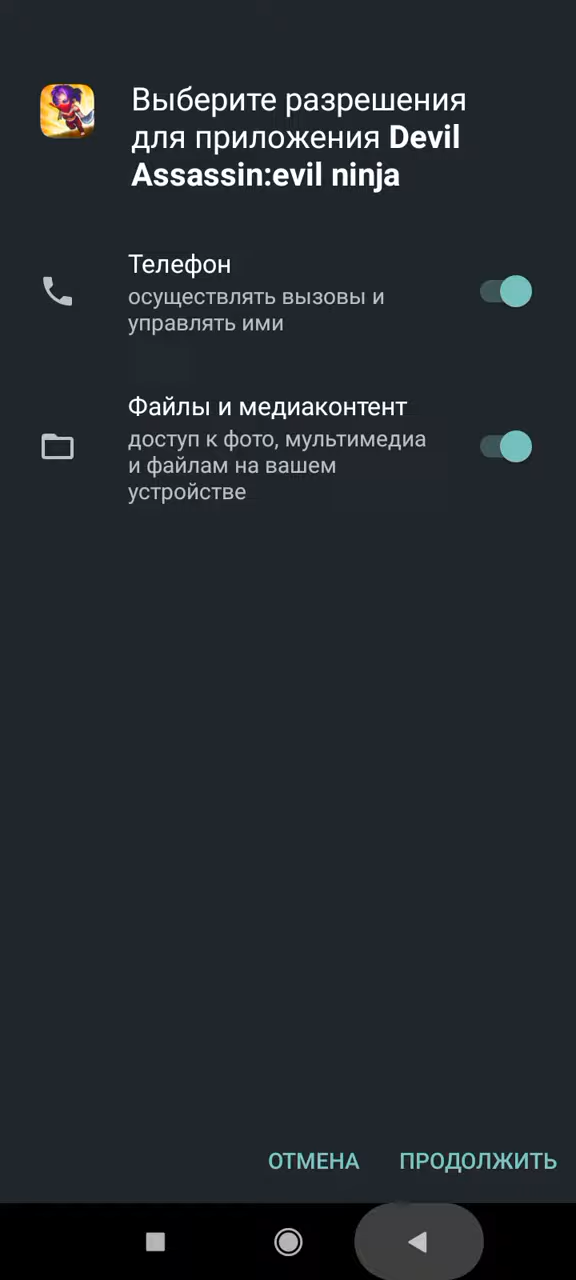 Выберите разрешения
для приложения Devil
Assassin:evil ninja
Телефон
осуществлять вызовы и
управлять ими
Файлы и медиаконтент
доступ к фото, мультимедиа
и файлам на вашем
устройстве
ОТМЕНА ПРОДОЛЖИТЬ